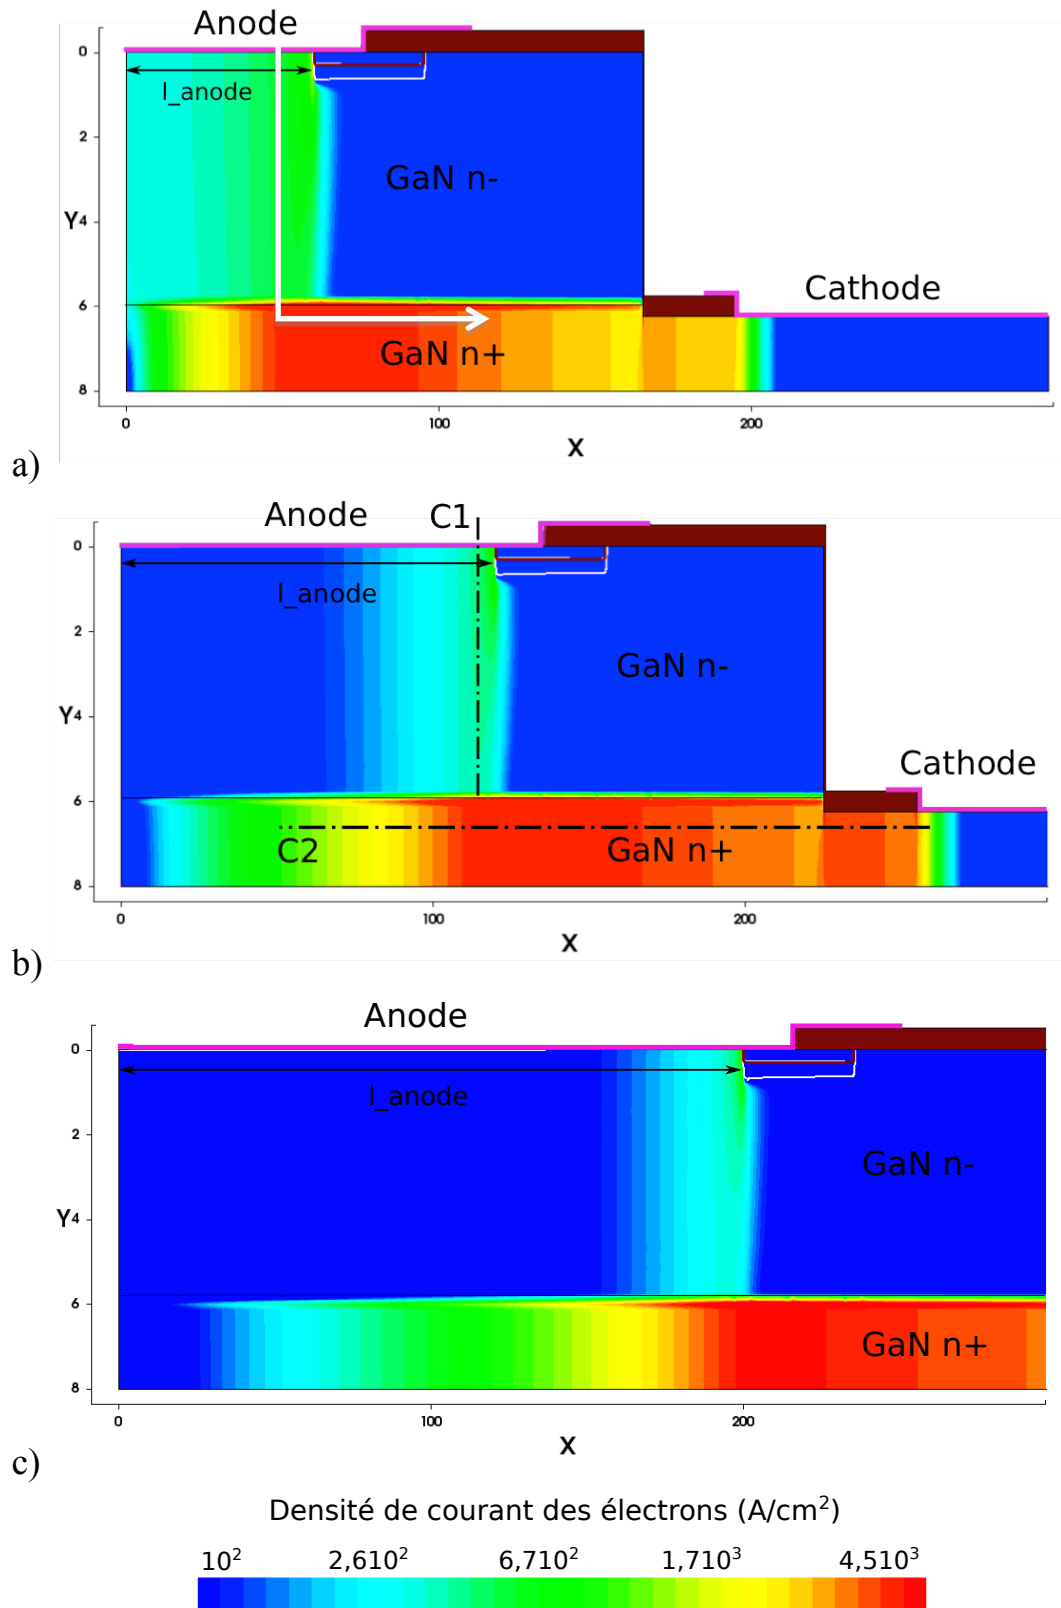 Anode
0
l_anode
2
GaN n-
Y4
Cathode
6
GaN n+
8
0
100
200
X
a)
Anode
C1
0
l_anode
2
GaN n-
Y4
Cathode
6
C2
GaN n+
8
0
100
200
X
b)
Anode
0
l_anode
2
GaN n-
Y4
6
GaN n+
8
0
100
200
X
c)
Densité de courant des électrons (A/cm²)
10² 2,610² 6,710² 1,710³ 4,510³